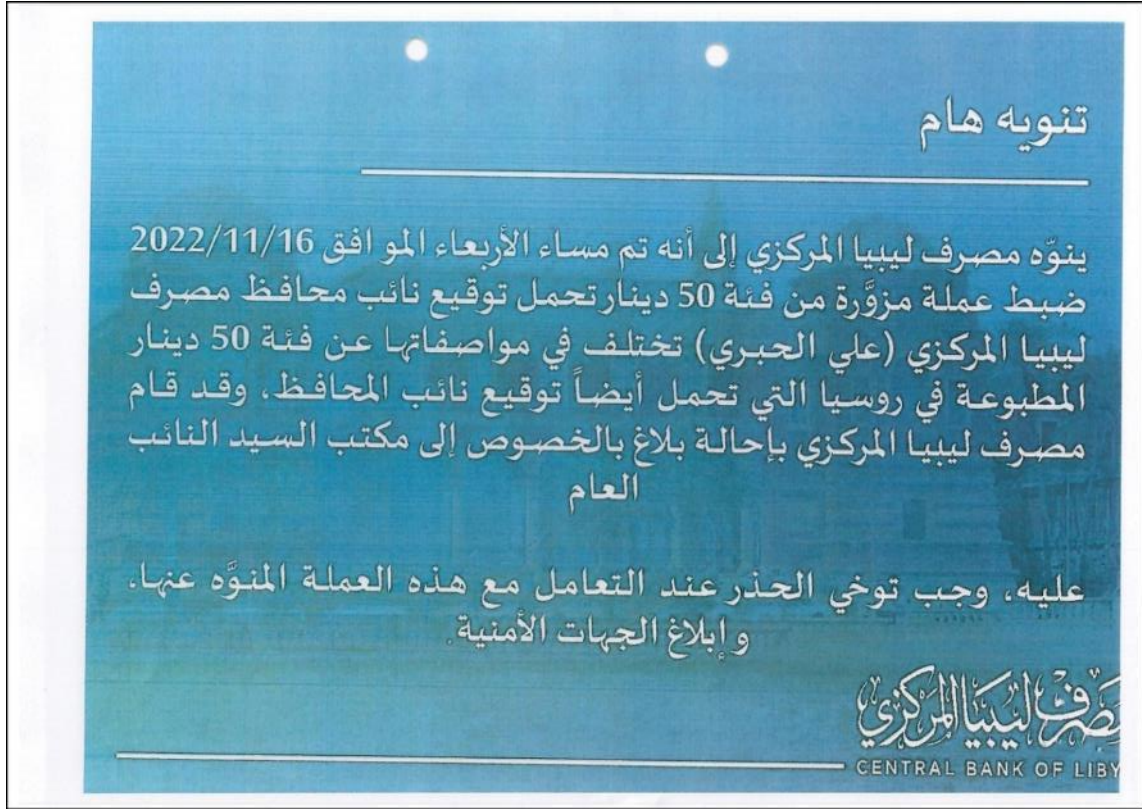 تنويه هام
ينوّه مصرف ليبيا المركزي إلى أنه تم مساء الأربعاء الموافق 2022/11/16
ضبط عملة مزوَّرة من فئة 50 دينار تحمل توقيع نائب محافظ مصرف
ليبيا المركزي (علي الحبري) تختلف في مواصفاتها عن فئة 50 دينار
المطبوعة في روسيا التي تحمل أيضاً توقيع نائب المحافظ، وقد قام
مصرف ليبيا المركزي بإحالة بلاغ بالخصوص إلى مكتب السيد النائب
العام
عليه، وجب توخي الحذر عند التعامل مع هذه العملة المنوَّه عنها،
وإبلاغ الجهات الأمنية.
مصرف ليبيا المركزي
CENTRAL BANK OF LIBY